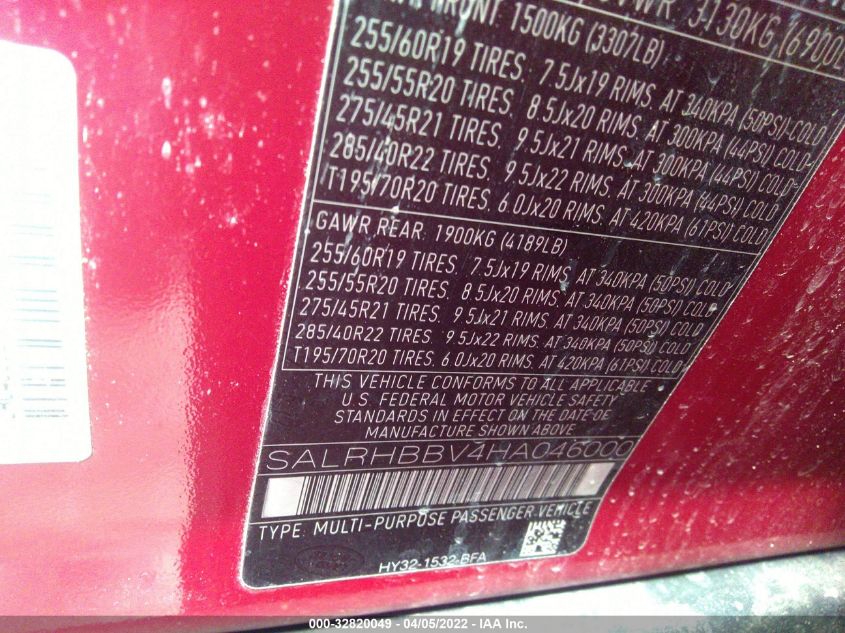 3130KG (6900L
FRONT: 1500KG (3307LB)
255/60R19 TIRES, 7.5Jx19 RIMS, AT 340KPA (50PSI) COLD
255/55R20 TIRES, 8.5Jx20 RIMS, AT 300KPA (44PSI) COLD
275/45R21 TIRES, 9.5Jx21 RIMS, AT 300KPA (44PSI) COLD
285/40R22 TIRES, 9.5Jx22 RIMS, AT 300KPA (44PSI) COLD
T195/70R20 TIRES, 6.0Jx20 RIMS, AT 420KPA (61PSI) COLD
GAWR REAR: 1900KG (4189LB)
255/60R19 TIRES, 7.5Jx19 RIMS, AT 340KPA (50PSI) COLD
255/55R20 TIRES, 8.5Jx20 RIMS, AT 340KPA (50PSI) COLD
275/45R21 TIRES, 9.5Jx21 RIMS, AT 340KPA (50PSI) COLD
285/40R22 TIRES, 9.5Jx22 RIMS, AT 340KPA (50PSI) COLD
T195/70R20 TIRES, 6.0Jx20 RIMS, AT 420KPA (61PSI) COLD
THIS VEHICLE CONFORMS TO ALL APPLICABLE
U.S. FEDERAL MOTOR VEHICLE SAFETY
STANDARDS IN EFFECT ON THE DATE OF
MANUFACTURE SHOWN ABOVE
SALRHBBV4HA046000
TYPE: MULTI-PURPOSE PASSENGER VEHICLE
HY32-1532-BFA
000-32820049 - 04/05/2022 - IAA Inc.